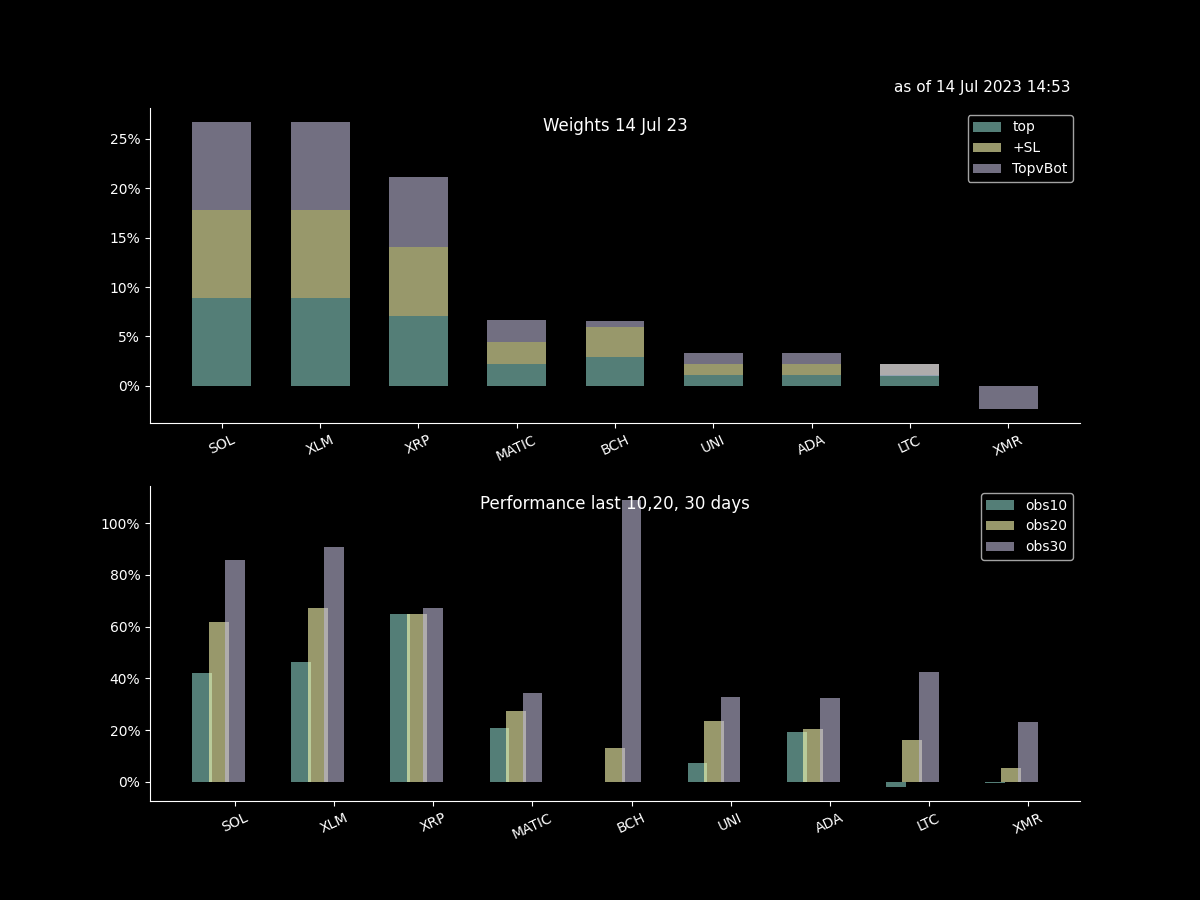 as of 14 Jul 2023 14:53
Weights 14 Jul 23
top
+SL
TopvBot
25%
20%
15%
10%
5%
0%
SOL XLM XRP MATIC BCH UNI ADA LTC XMR
Performance last 10,20, 30 days
obs10
obs20
obs30
100%
80%
60%
40%
20%
0%
SOL XLM XRP MATIC BCH UNI ADA LTC XMR